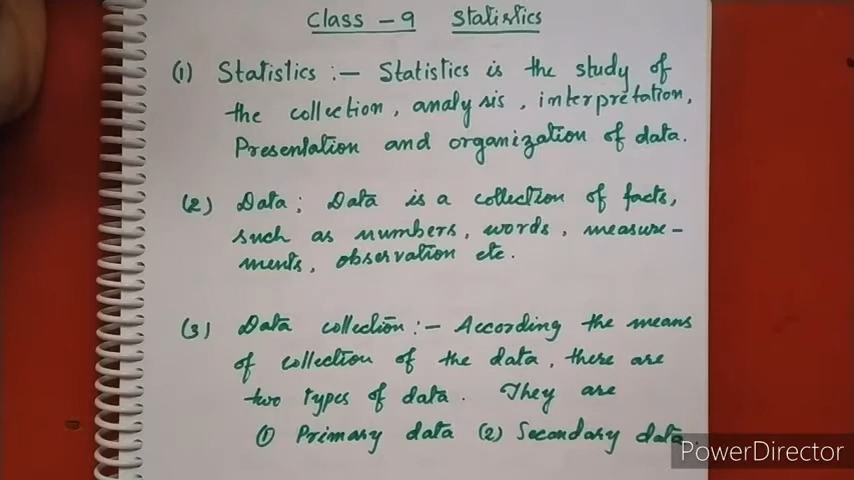 Class - 9 Statistics
(1) Statistics :- Statistics is the study of
the collection, analysis, interpretation,
Presentation and organization of data.
(2) Data ; Data is a collection of facts,
such as numbers, words, measure-
ments, observation etc.
(3) Data collection :- According the means
of collection of the data, there are
two types of data. They are
① Primary data (2) Secondary data.
PowerDirector